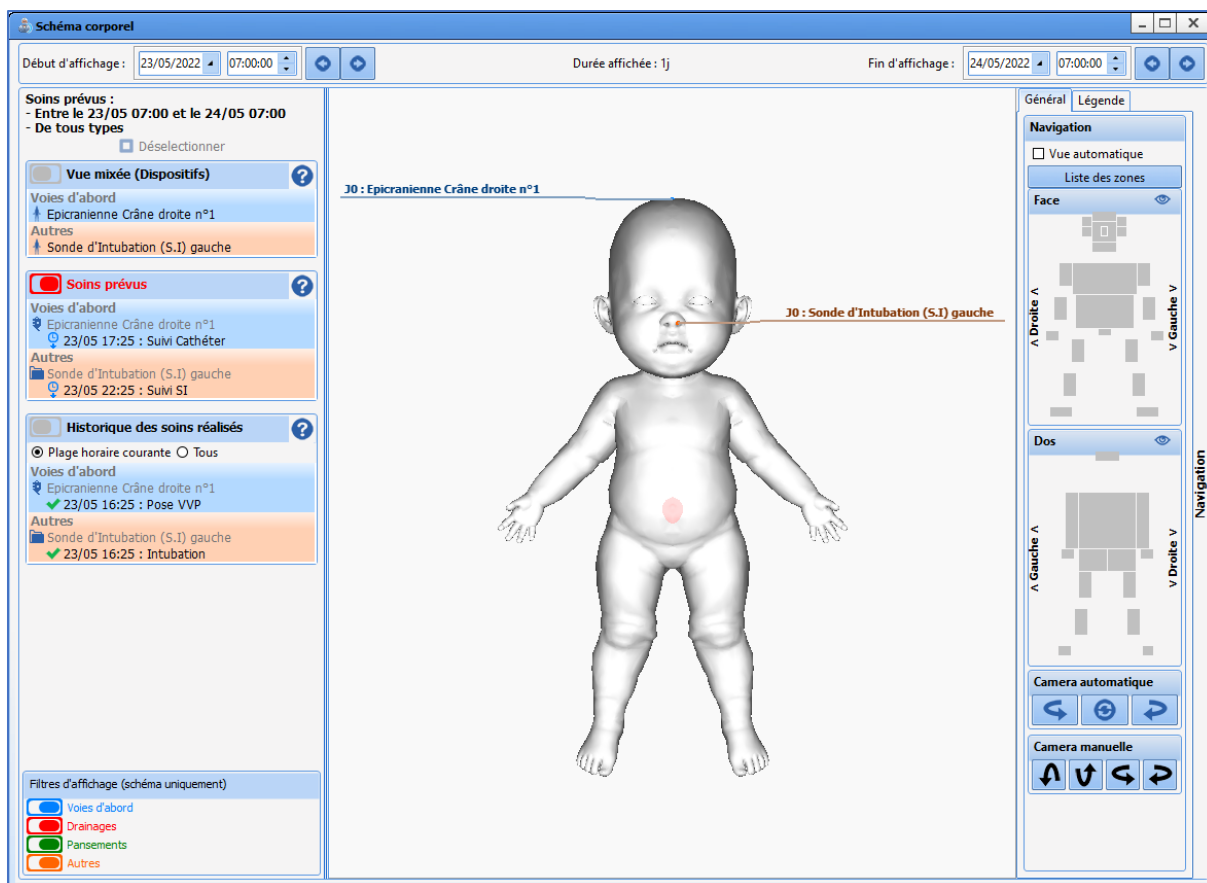 Schéma corporel
Début d'affichage : 23/05/2022 07:00:00 Durée affichée : 1j Fin d'affichage : 24/05/2022 07:00:00
Soins prévus :
- Entre le 23/05 07:00 et le 24/05 07:00
- De tous types
Déselectionner
Vue mixée (Dispositifs) ?
Voies d'abord
Epicranienne Crâne droite n°1
Autres
Sonde d'Intubation (S.I) gauche
Soins prévus ?
Voies d'abord
Epicranienne Crâne droite n°1
23/05 17:25 : Suivi Cathéter
Autres
Sonde d'Intubation (S.I) gauche
23/05 22:25 : Suivi SI
Historique des soins réalisés ?
Plage horaire courante Tous
Voies d'abord
Epicranienne Crâne droite n°1
23/05 16:25 : Pose VVP
Autres
Sonde d'Intubation (S.I) gauche
23/05 16:25 : Intubation
Filtres d'affichage (schéma uniquement)
Voies d'abord
Drainages
Pansements
Autres
J0 : Epicranienne Crâne droite n°1
J0 : Sonde d'Intubation (S.I) gauche
Général Légende
Navigation
Vue automatique
Liste des zones
Face
< Droite <
> Gauche >
Dos
< Gauche <
> Droite >
Camera automatique
Camera manuelle
Navigation